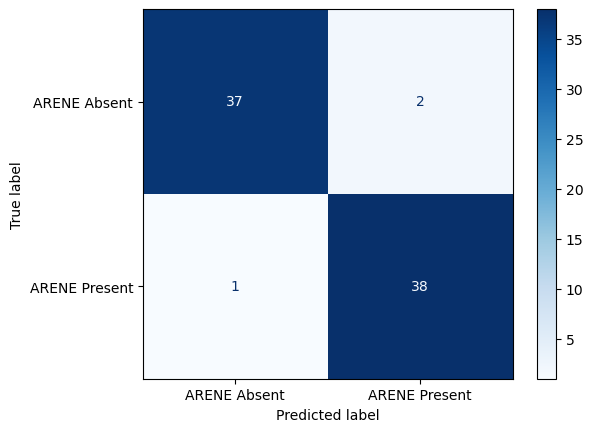 ARENE Absent
37
2
ARENE Present
1
38
ARENE Absent
ARENE Present
Predicted label
True label
35
30
25
20
15
10
5